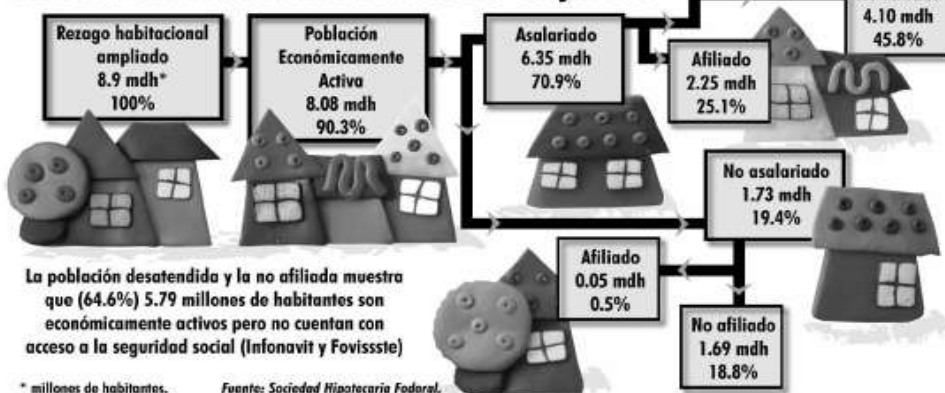 Rezago habitacional
ampliado
8.9 mdh*
100%
Población
Económicamente
Activa
8.08 mdh
90.3%
Asalariado
6.35 mdh
70.9%
4.10 mdh
45.8%
Afiliado
2.25 mdh
25.1%
No asalariado
1.73 mdh
19.4%
Afiliado
0.05 mdh
0.5%
No afiliado
1.69 mdh
18.8%
La población desatendida y la no afiliada muestra
que (64.6%) 5.79 millones de habitantes son
económicamente activos pero no cuentan con
acceso a la seguridad social (Infonavit y Fovissste)
* millones de habitantes.
Fuente: Sociedad Hipotecaria Federal.